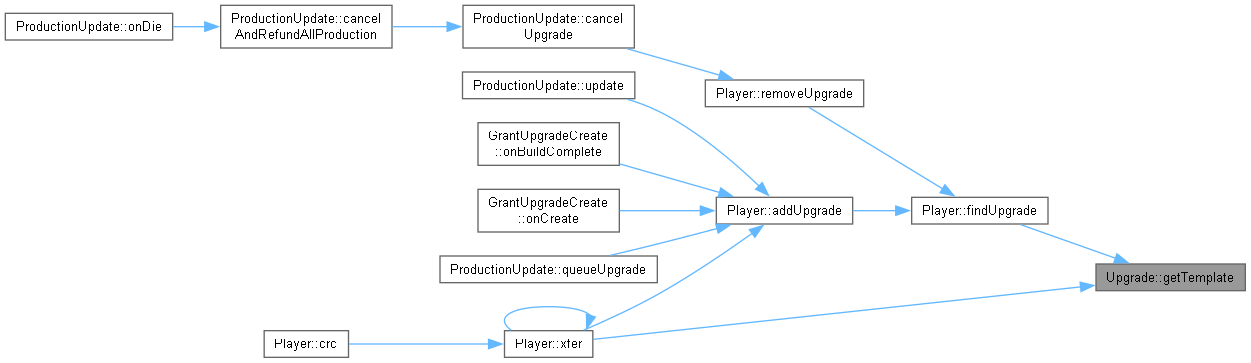 ProductionUpdate::onDie
ProductionUpdate::cancel
AndRefundAllProduction
ProductionUpdate::cancel
Upgrade
ProductionUpdate::update
Player::removeUpgrade
GrantUpgradeCreate
::onBuildComplete
GrantUpgradeCreate
::onCreate
Player::addUpgrade
Player::findUpgrade
ProductionUpdate::queueUpgrade
Upgrade::getTemplate
Player::crc
Player::xfer